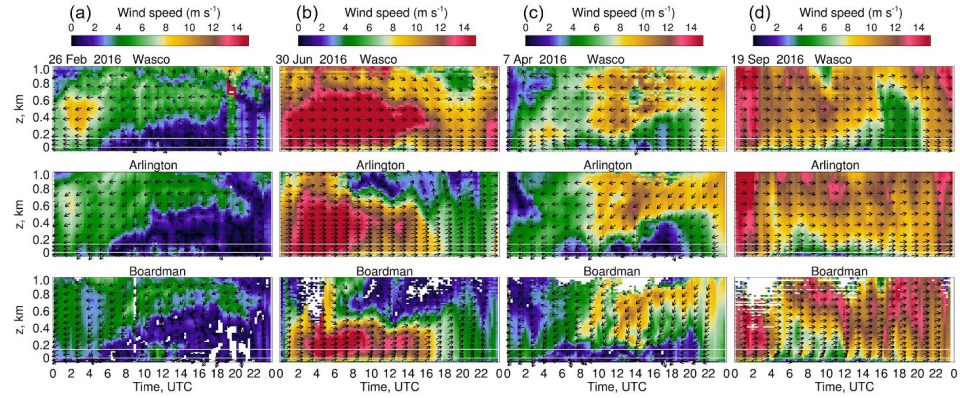 (a) Wind speed (m s⁻¹) (b) Wind speed (m s⁻¹) (c) Wind speed (m s⁻¹) (d) Wind speed (m s⁻¹)
0 2 4 6 8 10 12 14 0 2 4 6 8 10 12 14 0 2 4 6 8 10 12 14 0 2 4 6 8 10 12 14
26 Feb 2016 Wasco 30 Jun 2016 Wasco 7 Apr 2016 Wasco 19 Sep 2016 Wasco
1.0
0.8
0.6
0.4
0.2
0
z, km
Arlington Arlington Arlington Arlington
1.0
0.8
0.6
0.4
0.2
0
z, km
Boardman Boardman Boardman Boardman
1.0
0.8
0.6
0.4
0.2
0
z, km
0 2 4 6 8 10 12 14 16 18 20 22 0 2 4 6 8 10 12 14 16 18 20 22 0 2 4 6 8 10 12 14 16 18 20 22 0 2 4 6 8 10 12 14 16 18 20 22 0
Time, UTC Time, UTC Time, UTC Time, UTC